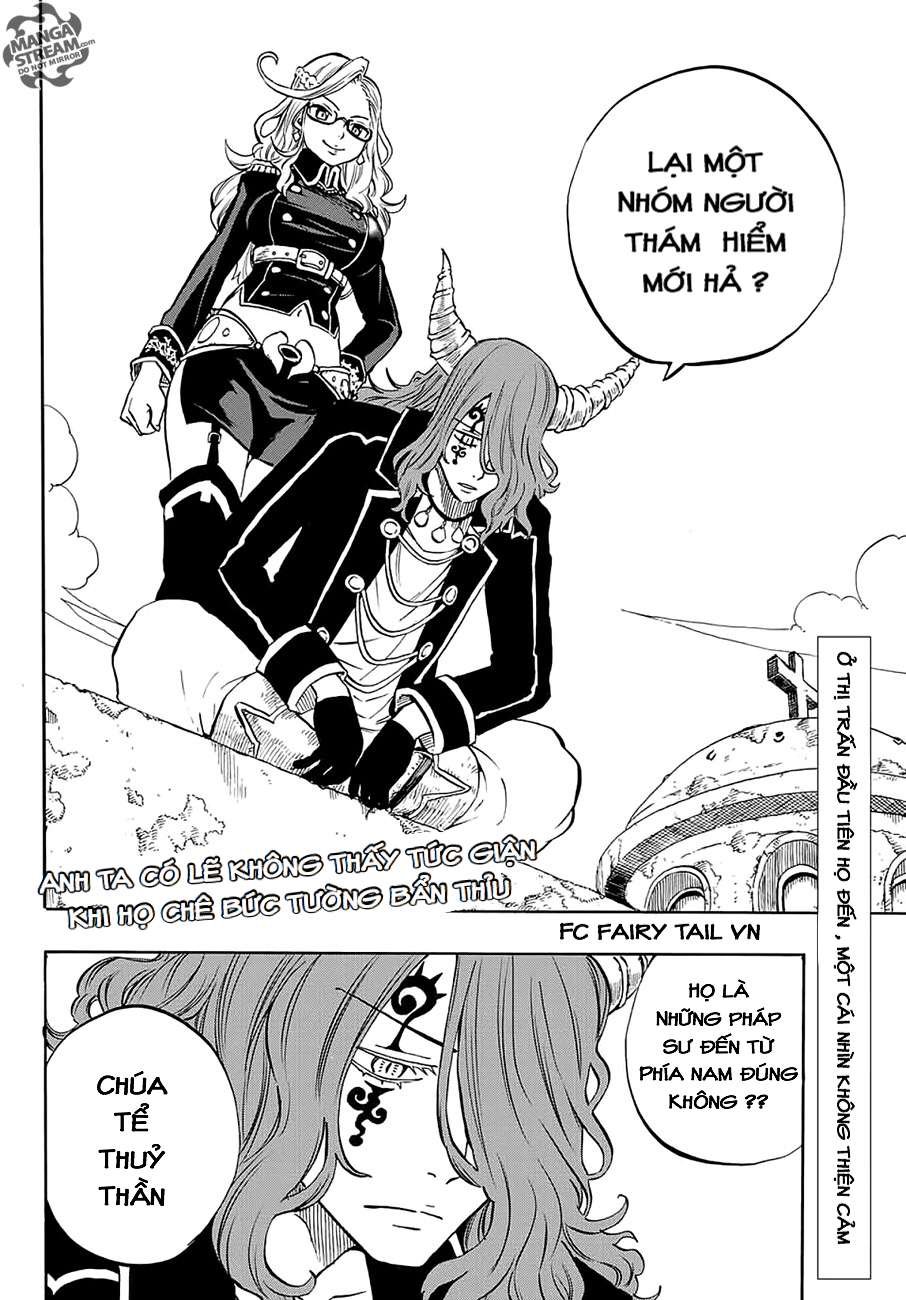 MANGA
STREAM.com
DO NOT MIRROR!
LẠI MỘT
NHÓM NGƯỜI
THÁM HIỂM
MỚI HẢ ?
Ở THỊ TRẤN ĐẦU TIÊN HỌ ĐẾN , MỘT CÁI NHÌN KHÔNG THIỆN CẢM
ANH TA CÓ LẼ KHÔNG THẤY TỨC GIẬN
KHI HỌ CHÊ BỨC TƯỜNG BẨN THỈU
FC FAIRY TAIL VN
HỌ LÀ
NHỮNG PHÁP
SƯ ĐẾN TỪ
PHÍA NAM ĐÚNG
KHÔNG ??
CHÚA
TỂ
THUỶ
THẦN